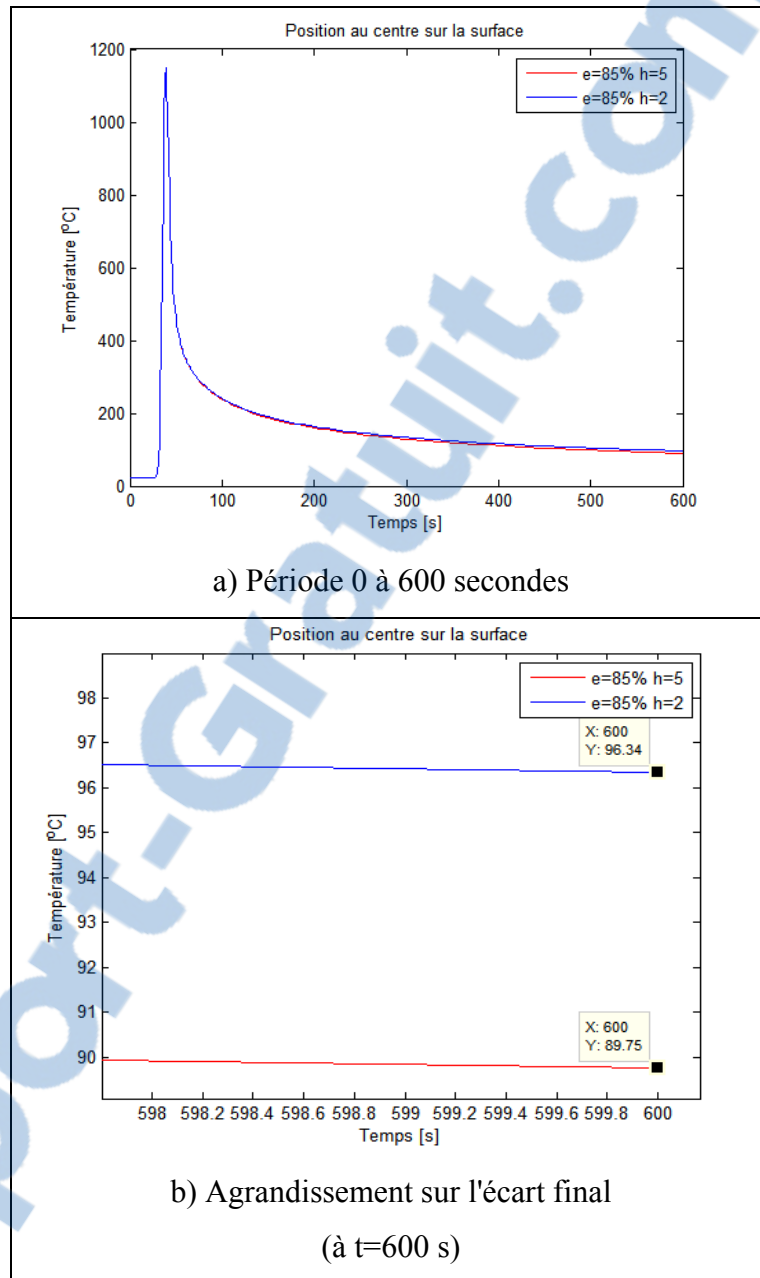 Position au centre sur la surface
1200
1000
800
600
400
200
0
Température [ºC]
e=85% h=5
e=85% h=2
0 100 200 300 400 500 600
Temps [s]
a) Période 0 à 600 secondes
Position au centre sur la surface
98
97
96
95
94
93
92
91
90
Température [ºC]
e=85% h=5
e=85% h=2
X: 600
Y: 96.34
X: 600
Y: 89.75
598 598.2 598.4 598.6 598.8 599 599.2 599.4 599.6 599.8 600
Temps [s]
b) Agrandissement sur l'écart final
(à t=600 s)
port-Gratuit.com